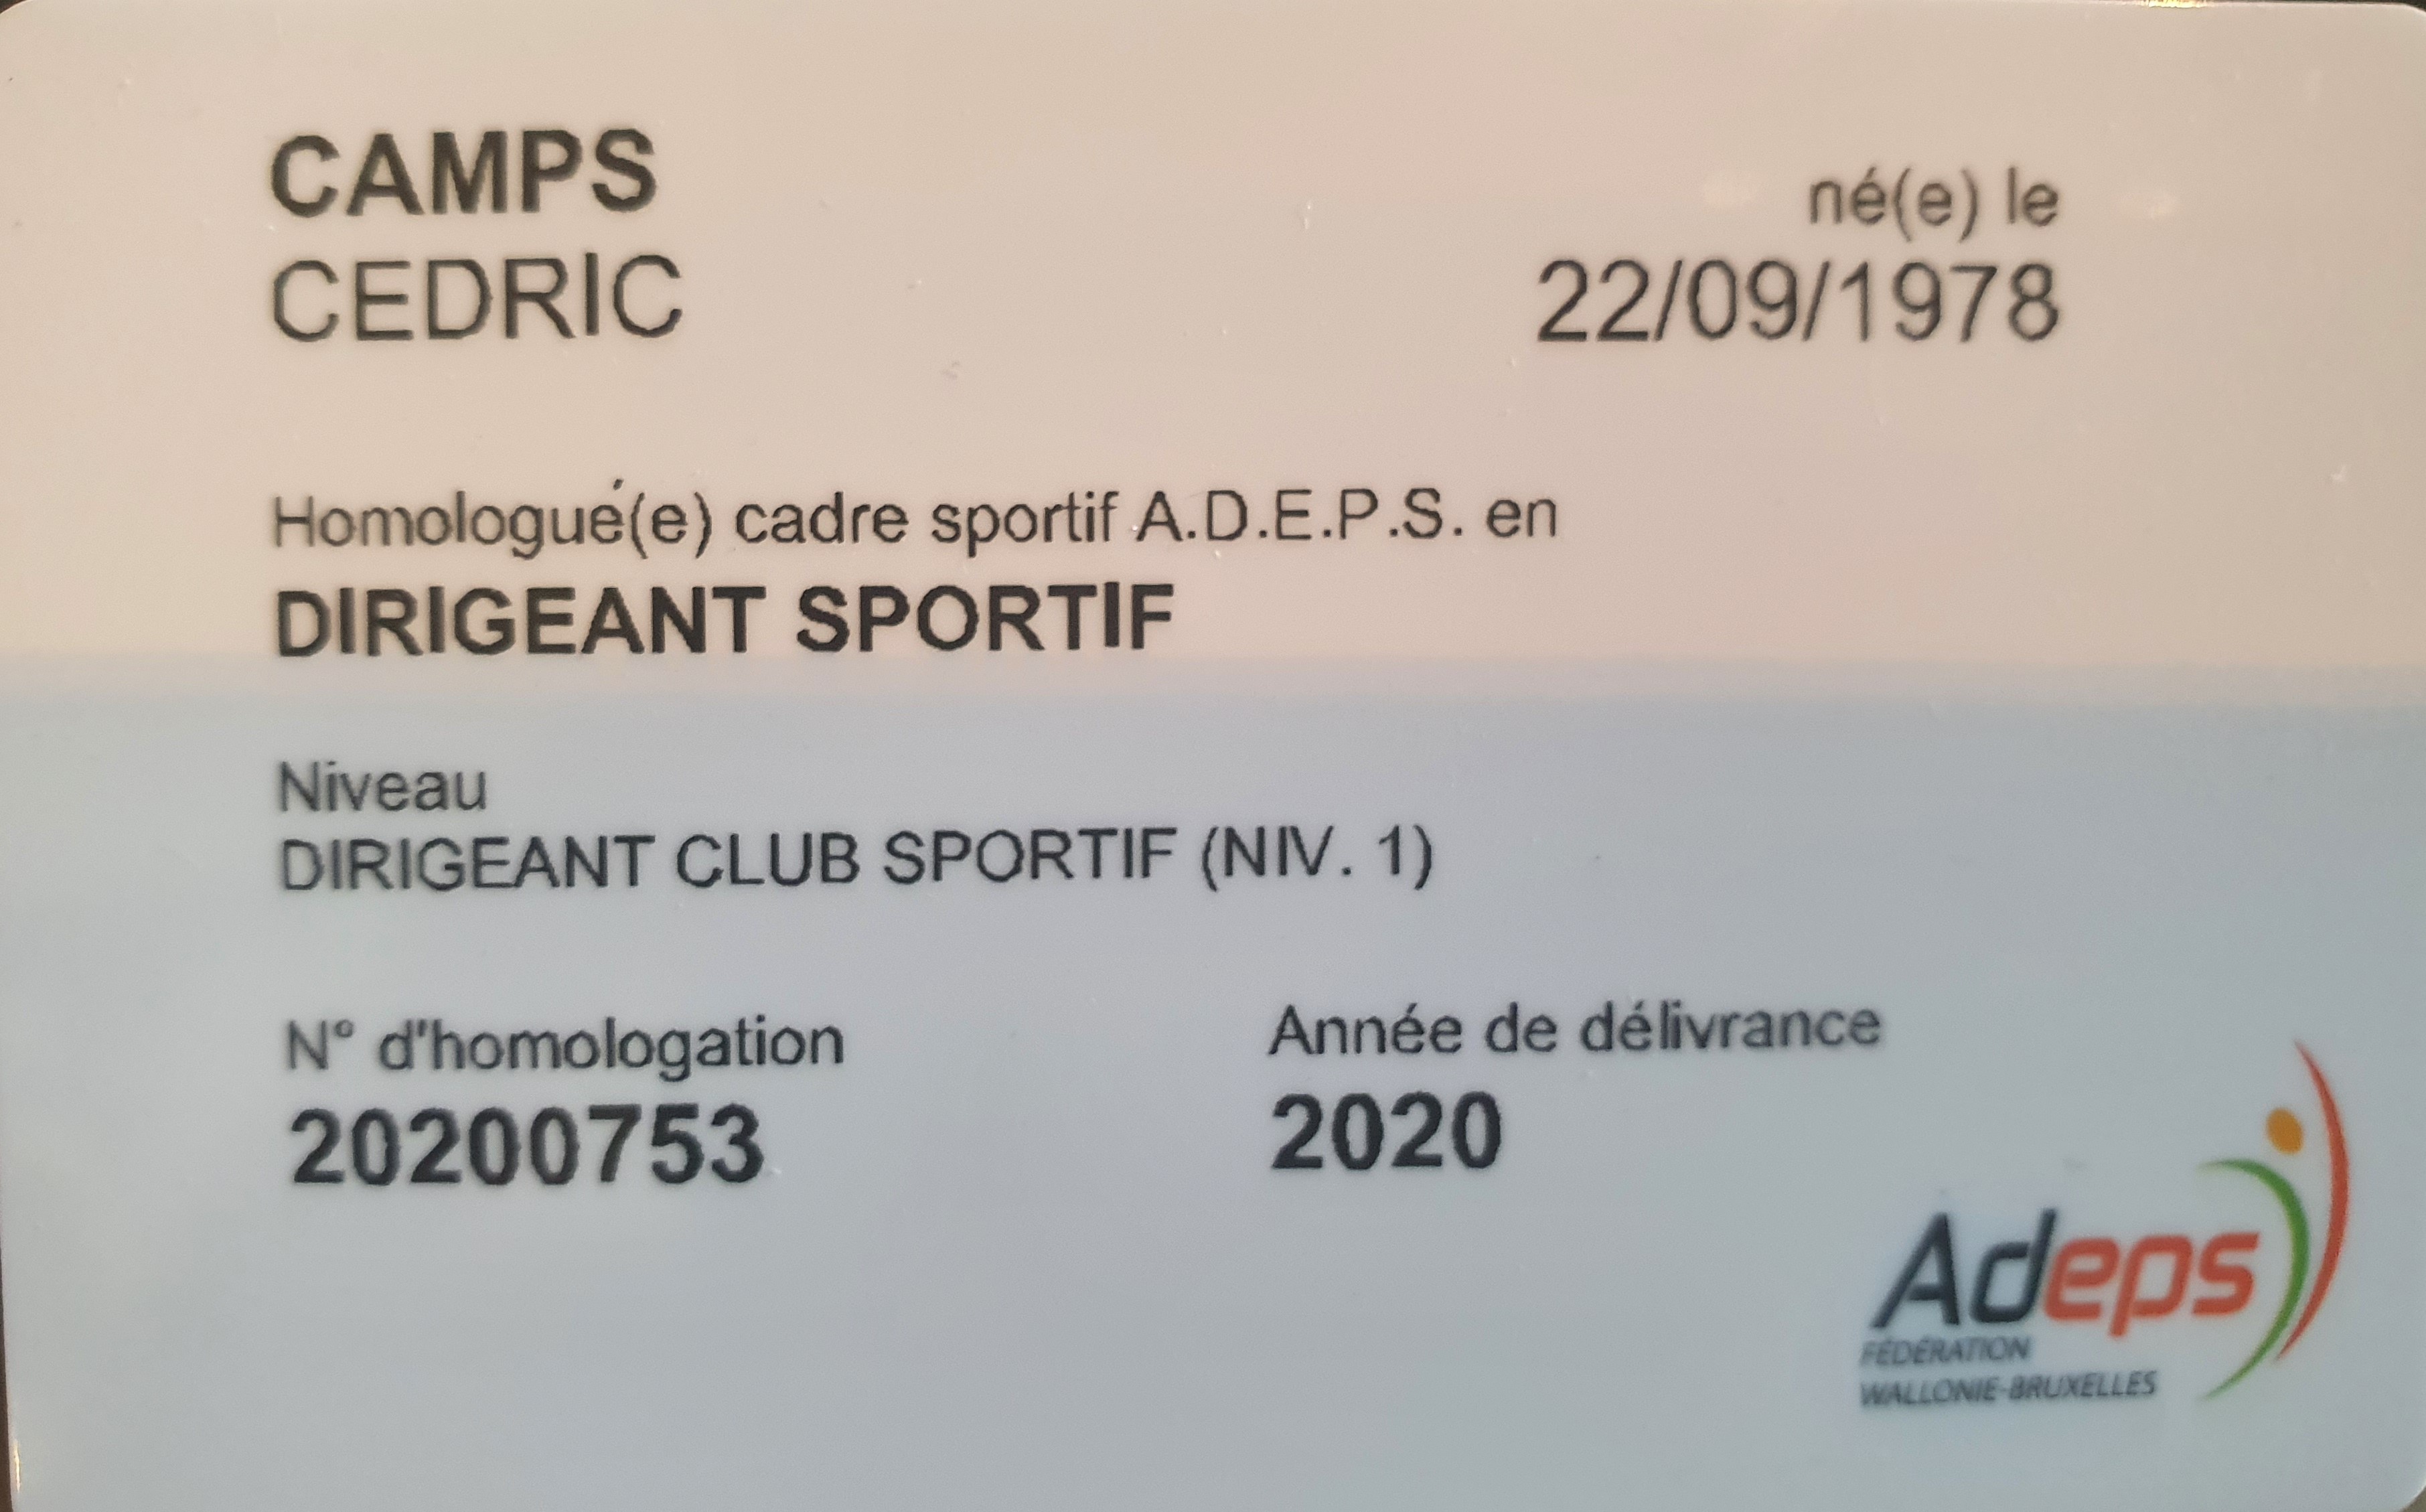 CAMPS
CEDRIC
né(e) le
22/09/1978
Homologué(e) cadre sportif A.D.E.P.S. en
DIRIGEANT SPORTIF
Niveau
DIRIGEANT CLUB SPORTIF (NIV. 1)
N° d'homologation
20200753
Année de délivrance
2020
Adeps
FÉDÉRATION
WALLONIE-BRUXELLES